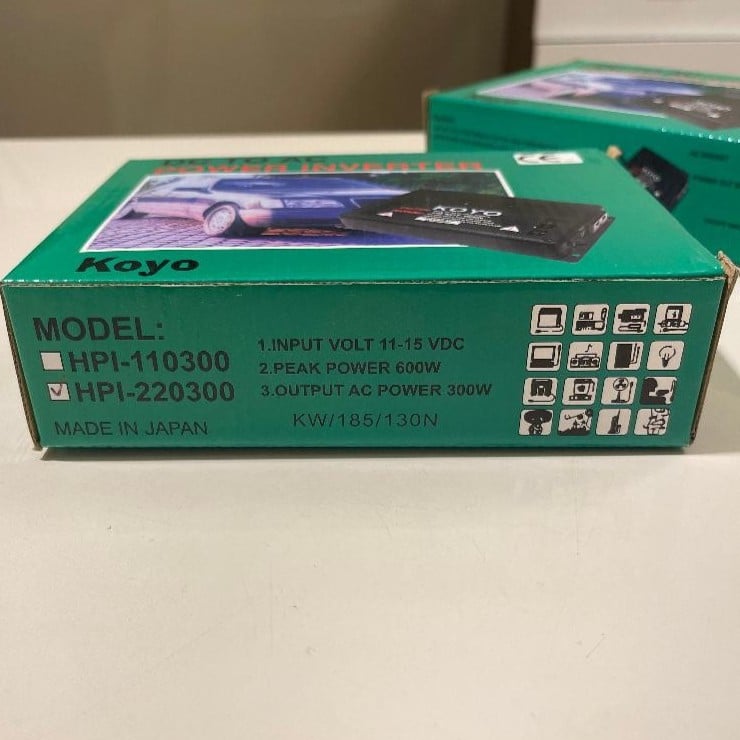 POWER INVERTER
KOYO
Koyo
MODEL:
HPI-110300
HPI-220300
MADE IN JAPAN
1.INPUT VOLT 11-15 VDC
2.PEAK POWER 600W
3.OUTPUT AC POWER 300W
KW/185/130N
CE